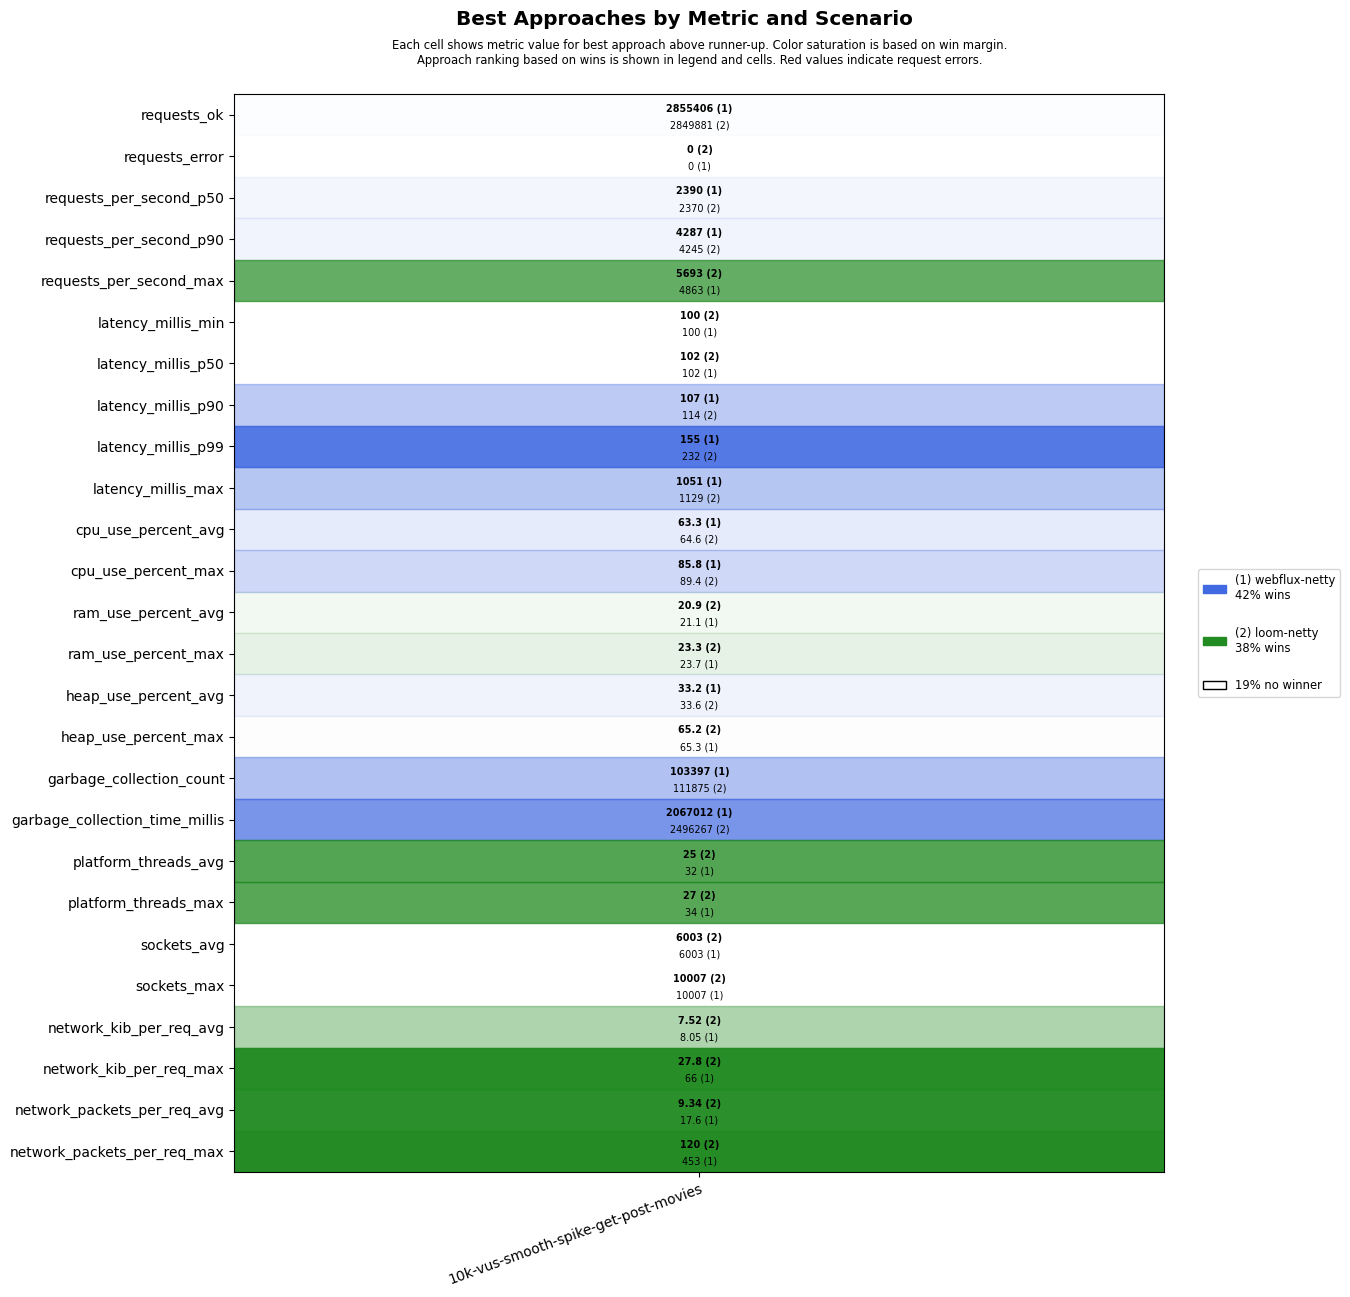 Best Approaches by Metric and Scenario
Each cell shows metric value for best approach above runner-up. Color saturation is based on win margin.
Approach ranking based on wins is shown in legend and cells. Red values indicate request errors.
requests_ok
2855406 (1)
2849881 (2)
requests_error
0 (2)
0 (1)
requests_per_second_p50
2390 (1)
2370 (2)
requests_per_second_p90
4287 (1)
4245 (2)
requests_per_second_max
5693 (2)
4863 (1)
latency_millis_min
100 (2)
100 (1)
latency_millis_p50
102 (2)
102 (1)
latency_millis_p90
107 (1)
114 (2)
latency_millis_p99
155 (1)
232 (2)
latency_millis_max
1051 (1)
1129 (2)
cpu_use_percent_avg
63.3 (1)
64.6 (2)
cpu_use_percent_max
85.8 (1)
89.4 (2)
ram_use_percent_avg
20.9 (2)
21.1 (1)
ram_use_percent_max
23.3 (2)
23.7 (1)
heap_use_percent_avg
33.2 (1)
33.6 (2)
heap_use_percent_max
65.2 (2)
65.3 (1)
garbage_collection_count
103397 (1)
111875 (2)
garbage_collection_time_millis
2067012 (1)
2496267 (2)
platform_threads_avg
25 (2)
32 (1)
platform_threads_max
27 (2)
34 (1)
sockets_avg
6003 (2)
6003 (1)
sockets_max
10007 (2)
10007 (1)
network_kib_per_req_avg
7.52 (2)
8.05 (1)
network_kib_per_req_max
27.8 (2)
66 (1)
network_packets_per_req_avg
9.34 (2)
17.6 (1)
network_packets_per_req_max
120 (2)
453 (1)
10k-vus-smooth-spike-get-post-movies
(1) webflux-netty
42% wins
(2) loom-netty
38% wins
19% no winner